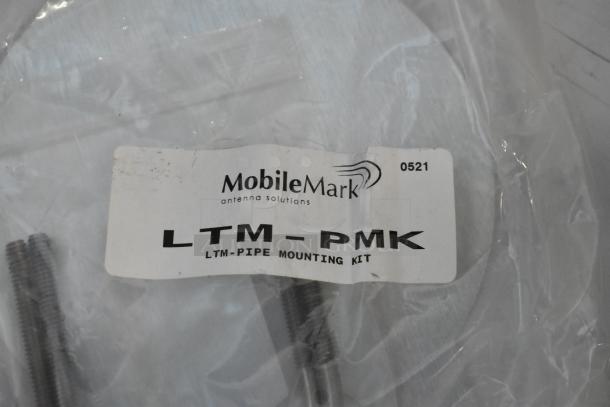 MobileMark
antenna solutions
0521
LTM-PMK
LTM-PIPE MOUNTING KIT